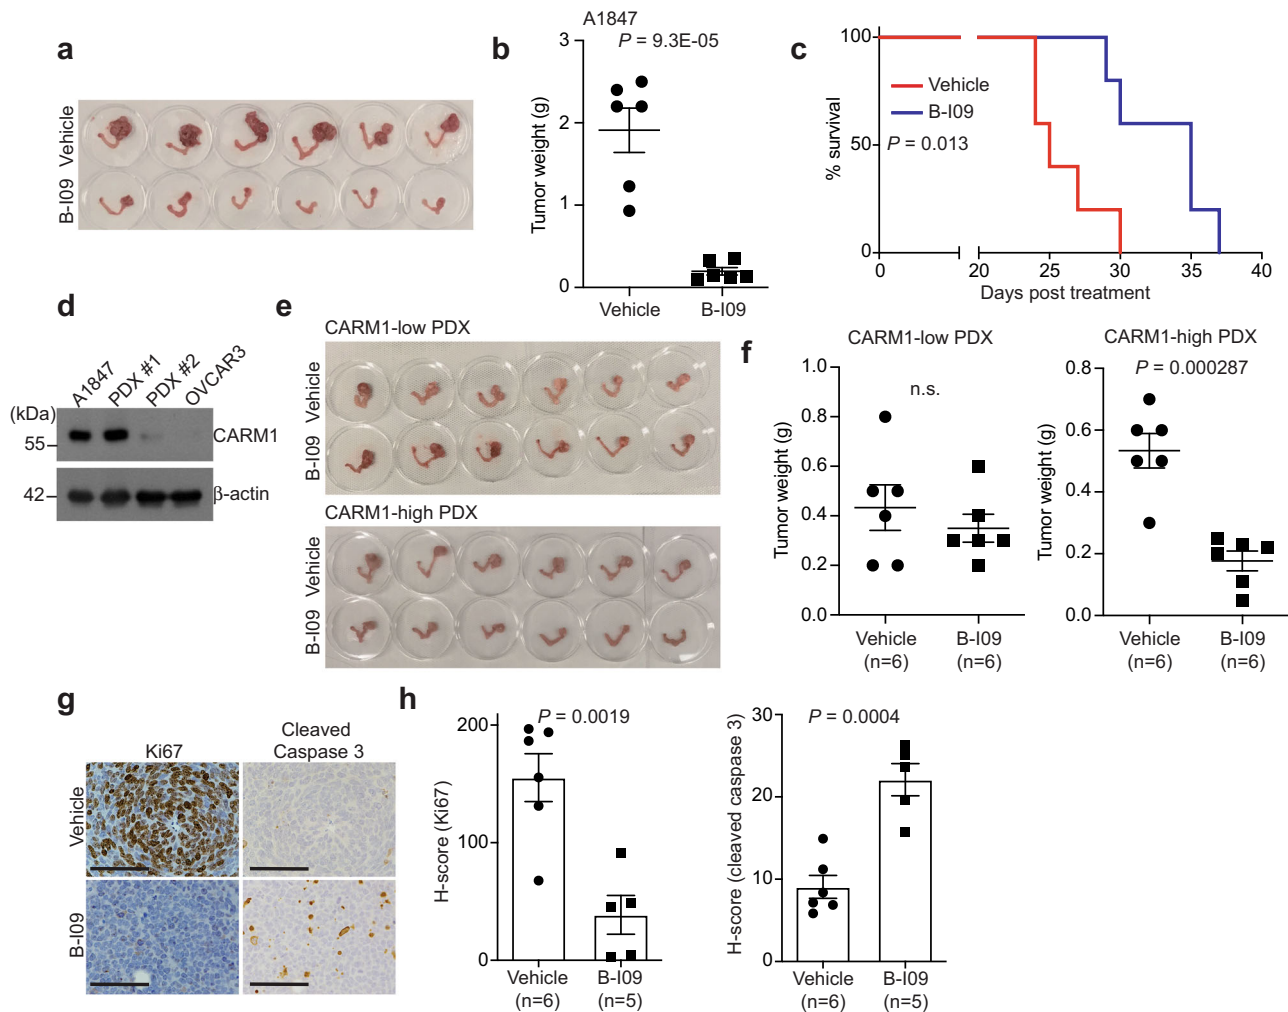 a
Vehicle
B-I09
b
A1847
P = 9.3E-05
Tumor weight (g)
3
2
1
0
Vehicle
B-I09
c
% survival
100
50
0
Vehicle
B-I09
P = 0.013
0
20
25
30
35
40
Days post treatment
d
A1847
PDX #1
PDX #2
OVCAR3
(kDa)
55
CARM1
42
β-actin
e
CARM1-low PDX
Vehicle
B-I09
CARM1-high PDX
Vehicle
B-I09
f
CARM1-low PDX
n.s.
Tumor weight (g)
1.0
0.8
0.6
0.4
0.2
0.0
Vehicle
(n=6)
B-I09
(n=6)
CARM1-high PDX
P = 0.000287
Tumor weight (g)
0.8
0.6
0.4
0.2
0.0
Vehicle
(n=6)
B-I09
(n=6)
g
Ki67
Cleaved
Caspase 3
Vehicle
B-I09
h
P = 0.0019
H-score (Ki67)
200
100
0
Vehicle
(n=6)
B-I09
(n=5)
P = 0.0004
H-score (cleaved caspase 3)
30
20
10
0
Vehicle
(n=6)
B-I09
(n=5)